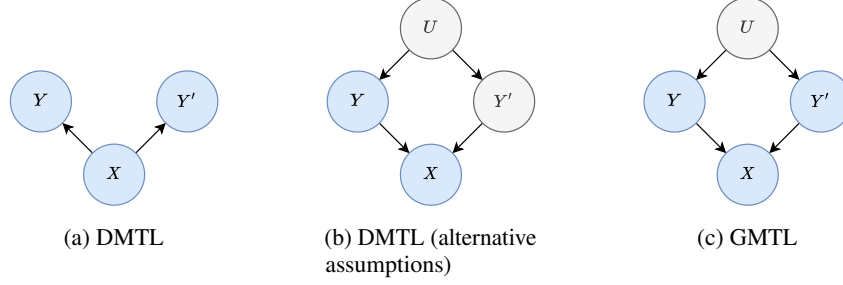 U
U
Y
Y′
Y
Y′
Y
Y′
X
X
X
(a) DMTL
(b) DMTL (alternative
assumptions)
(c) GMTL